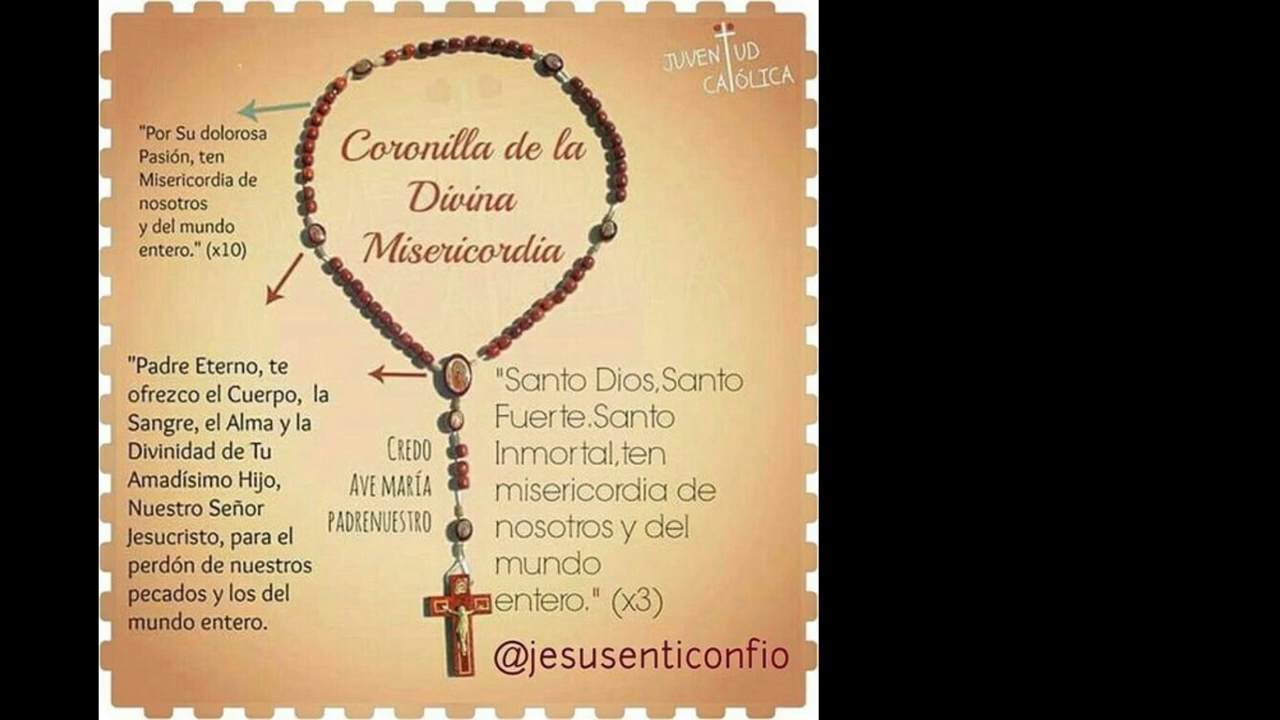 JUVENTUD
CATÓLICA
"Por Su dolorosa
Pasión, ten
Misericordia de
nosotros
y del mundo
entero." (x10)
Coronilla de la
Divina
Misericordia
"Padre Eterno, te
ofrezco el Cuerpo, la
Sangre, el Alma y la
Divinidad de Tu
Amadísimo Hijo,
Nuestro Señor
Jesucristo, para el
perdón de nuestros
pecados y los del
mundo entero.
CREDO
AVE MARÍA
PADRENUESTRO
"Santo Dios,Santo
Fuerte.Santo
Inmortal,ten
misericordia de
nosotros y del
mundo
entero." (x3)
@jesusenticonfio